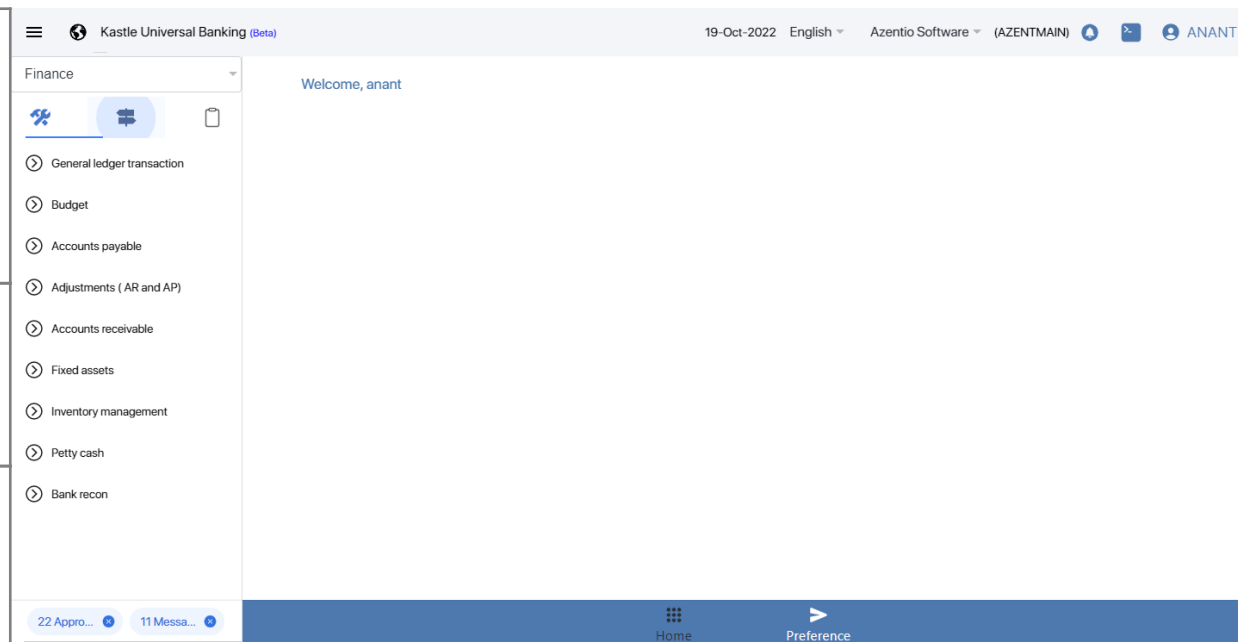 Kastle Universal Banking (Beta)
19-Oct-2022 English Azentio Software (AZENTMAIN) ANANT
Finance
Welcome, anant
General ledger transaction
Budget
Accounts payable
Adjustments ( AR and AP)
Accounts receivable
Fixed assets
Inventory management
Petty cash
Bank recon
22 Appro... 11 Messa...
Home Preference